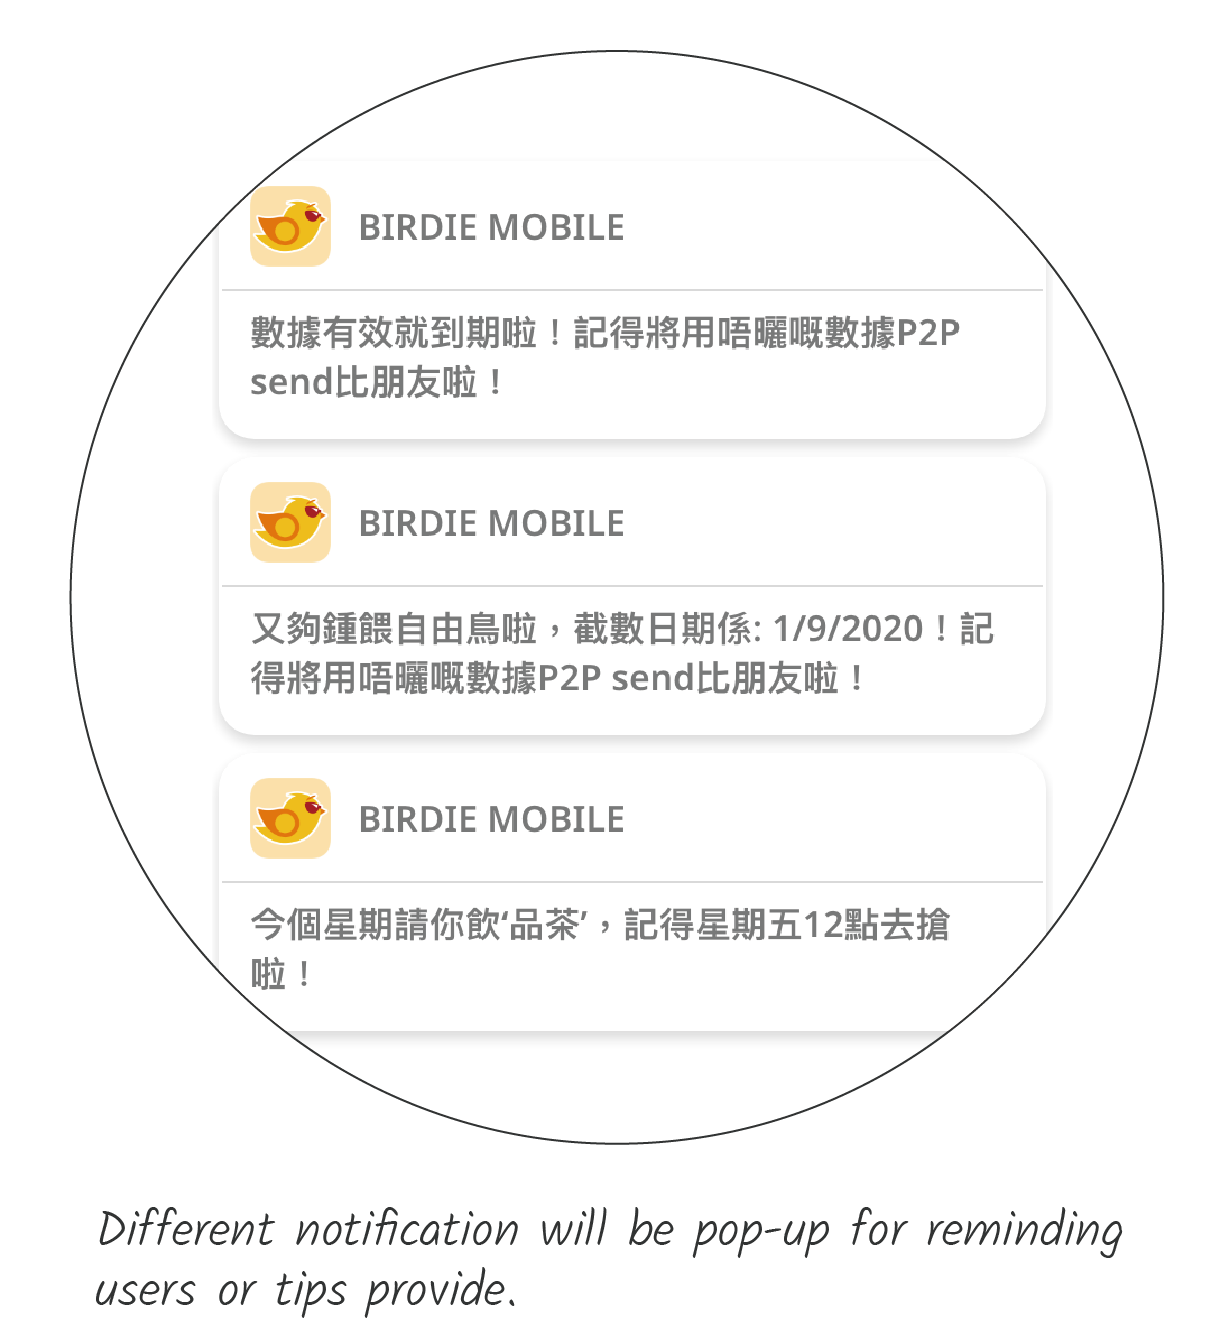 BIRDIE MOBILE
數據有效就到期啦！記得將用唔曬嘅數據P2P
send比朋友啦！
BIRDIE MOBILE
又夠鍾餵自由鳥啦，截數日期係: 1/9/2020！記
得將用唔曬嘅數據P2P send比朋友啦！
BIRDIE MOBILE
今個星期請你飲‘品茶’，記得星期五12點去搶
啦！
Different notification will be pop-up for reminding
users or tips provide.